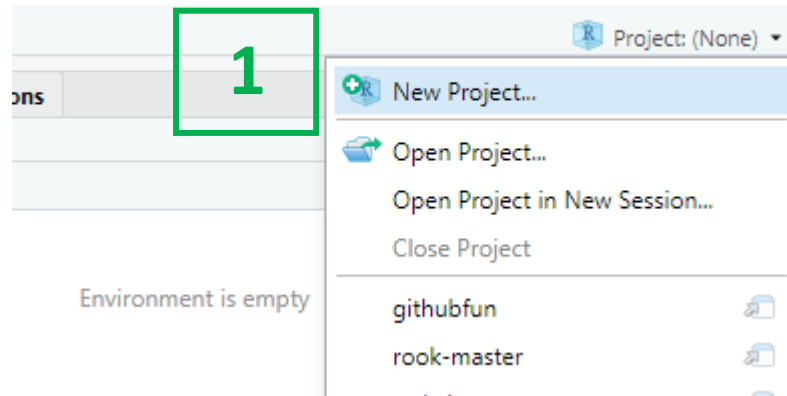 Project: (None)
ons
1
New Project...
Open Project...
Open Project in New Session...
Close Project
Environment is empty
githubfun
rook-master